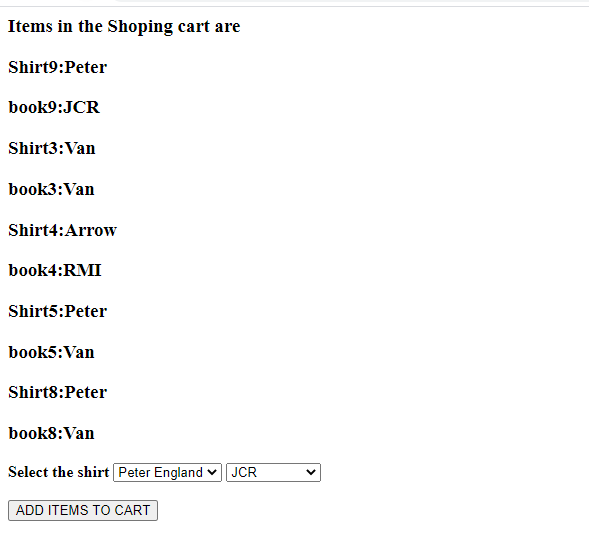 Items in the Shoping cart are
Shirt9:Peter
book9:JCR
Shirt3:Van
book3:Van
Shirt4:Arrow
book4:RMI
Shirt5:Peter
book5:Van
Shirt8:Peter
book8:Van
Select the shirt Peter England JCR
ADD ITEMS TO CART